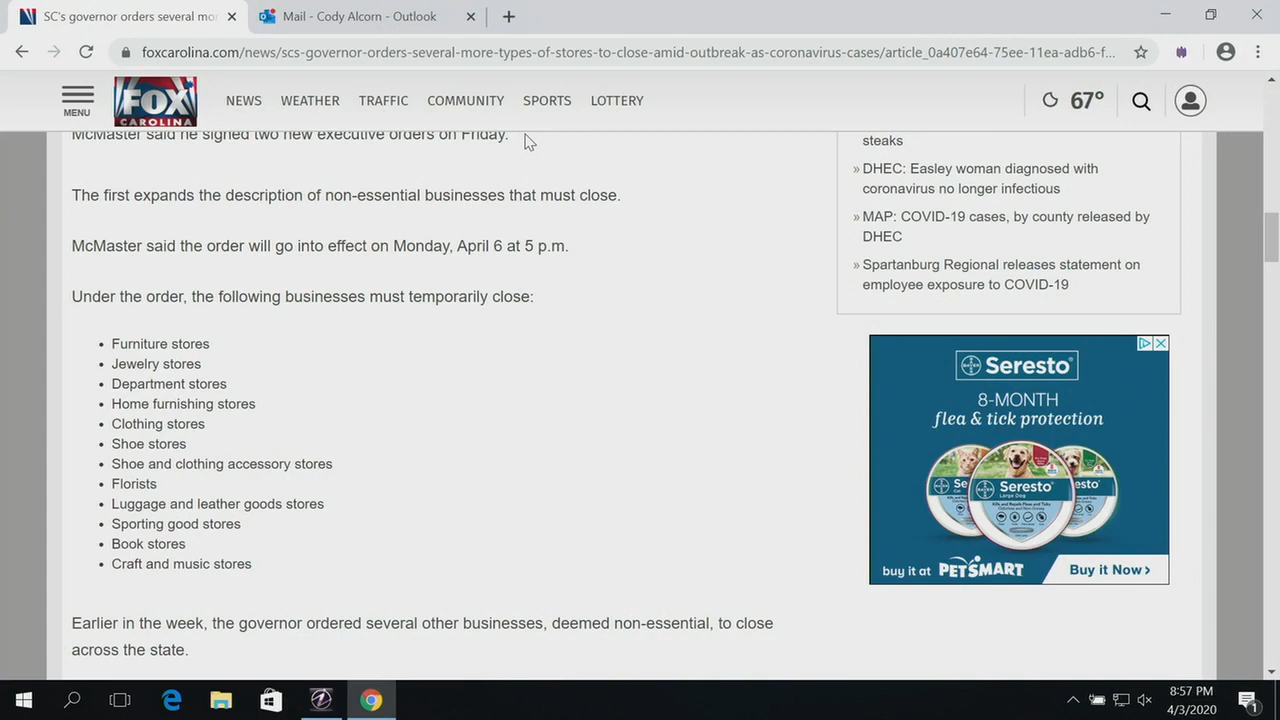 SC's governor orders several mor
Mail - Cody Alcorn - Outlook
foxcarolina.com/news/scs-governor-orders-several-more-types-of-stores-to-close-amid-outbreak-as-coronavirus-cases/article_0a407e64-75ee-11ea-adb6-f...
MENU
FOX
CAROLINA
NEWS WEATHER TRAFFIC COMMUNITY SPORTS LOTTERY
67°
McMaster said he signed two new executive orders on Friday.
The first expands the description of non-essential businesses that must close.
McMaster said the order will go into effect on Monday, April 6 at 5 p.m.
Under the order, the following businesses must temporarily close:
• Furniture stores
• Jewelry stores
• Department stores
• Home furnishing stores
• Clothing stores
• Shoe stores
• Shoe and clothing accessory stores
• Florists
• Luggage and leather goods stores
• Sporting good stores
• Book stores
• Craft and music stores
Earlier in the week, the governor ordered several other businesses, deemed non-essential, to close
across the state.
steaks
» DHEC: Easley woman diagnosed with
coronavirus no longer infectious
» MAP: COVID-19 cases, by county released by
DHEC
» Spartanburg Regional releases statement on
employee exposure to COVID-19
BAYER Seresto®
8-MONTH
flea & tick protection
Seresto
Large Dog
buy it at PETSMART
Buy it Now>
8:57 PM
4/3/2020
1